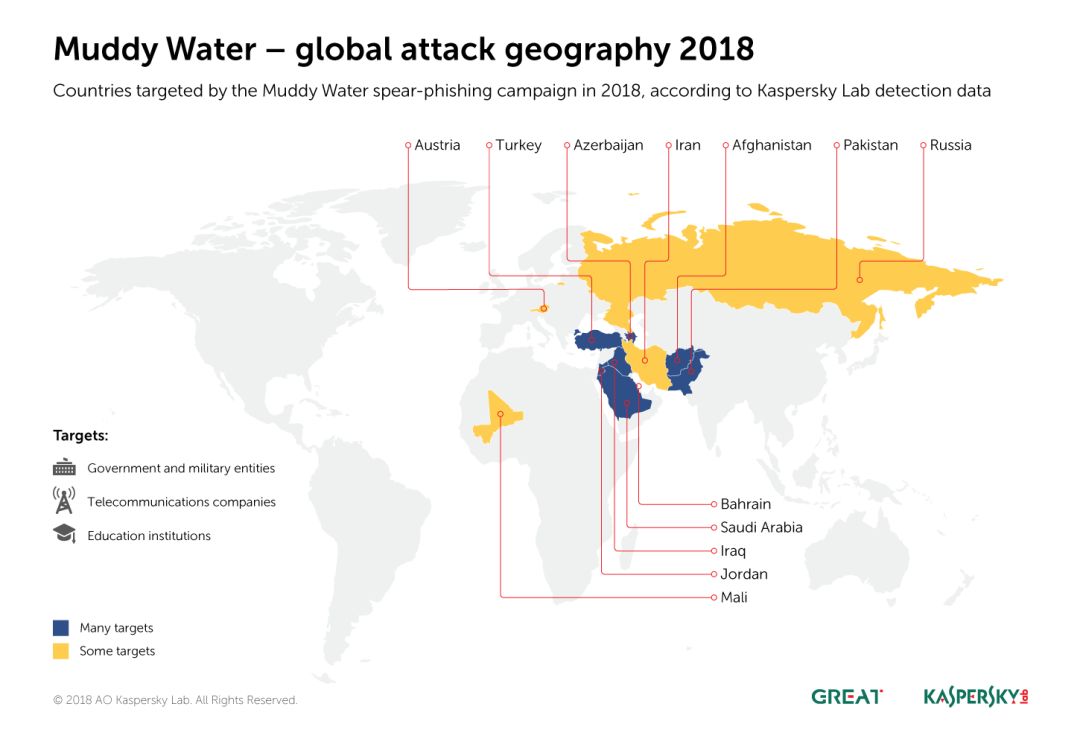 Muddy Water – global attack geography 2018
Countries targeted by the Muddy Water spear-phishing campaign in 2018, according to Kaspersky Lab detection data
Austria
Turkey
Azerbaijan
Iran
Afghanistan
Pakistan
Russia
Targets:
Government and military entities
Telecommunications companies
Education institutions
Bahrain
Saudi Arabia
Iraq
Jordan
Mali
Many targets
Some targets
© 2018 AO Kaspersky Lab. All Rights Reserved.
GREAT
KASPERSKY lab